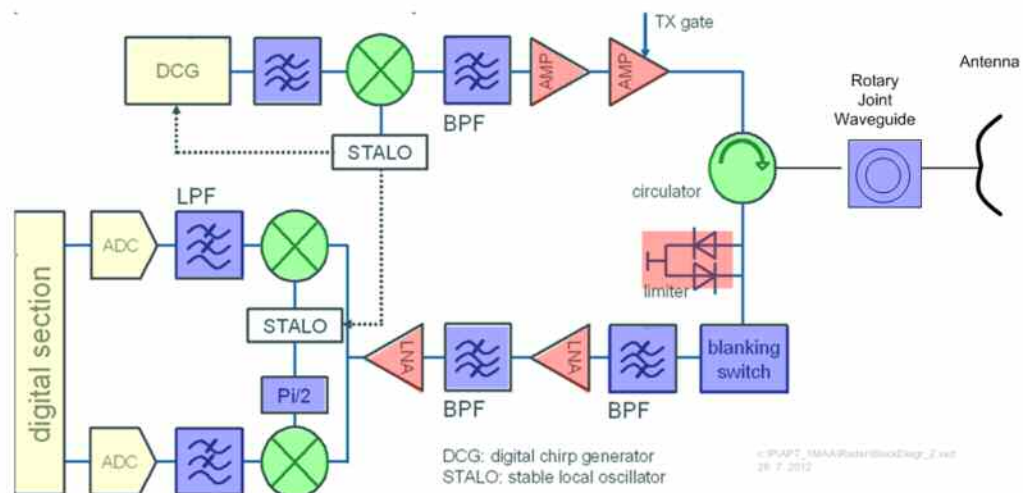 TX gate
Antenna
DCG
AMP
AMP
Rotary
Joint
Waveguide
BPF
STALO
circulator
LPF
ADC
limiter
STALO
LNA
LNA
blanking
switch
digital section
Pi/2
BPF
BPF
ADC
DCG: digital chirp generator
STALO: stable local oscillator